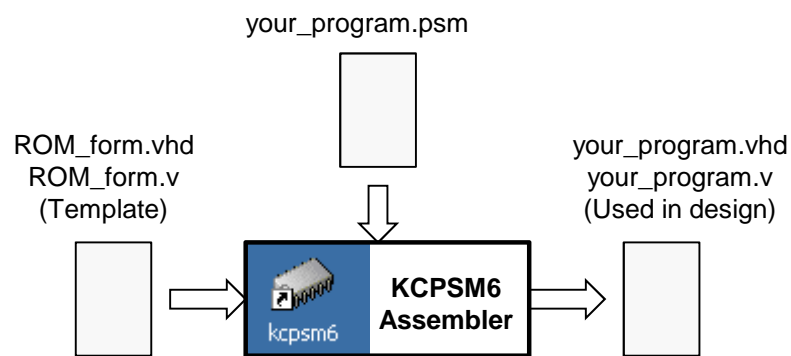 your_program.psm
ROM_form.vhd
ROM_form.v
(Template)
your_program.vhd
your_program.v
(Used in design)
kcpsm6
KCPSM6
Assembler